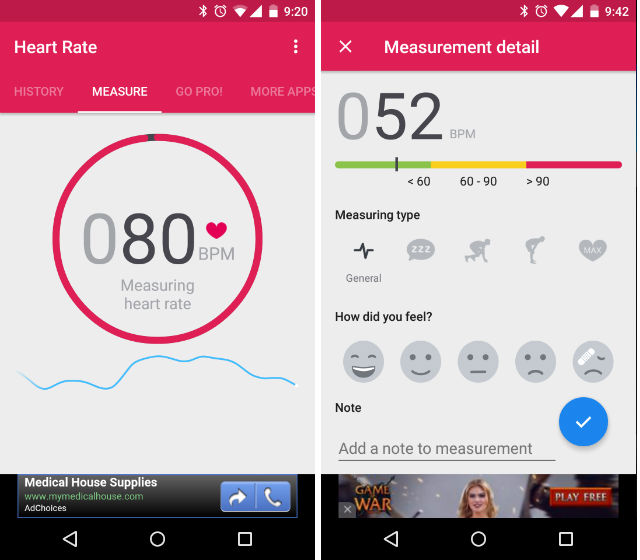 9:20
Heart Rate
HISTORY MEASURE GO PRO! MORE APPS
080
BPM
Measuring
heart rate
Medical House Supplies
www.mymedicalhouse.com
AdChoices
9:42
Measurement detail
052 BPM
< 60 60 - 90 > 90
Measuring type
zzz MAX
General
How did you feel?
Note
Add a note to measurement
GAME
WAR
PLAY FREE